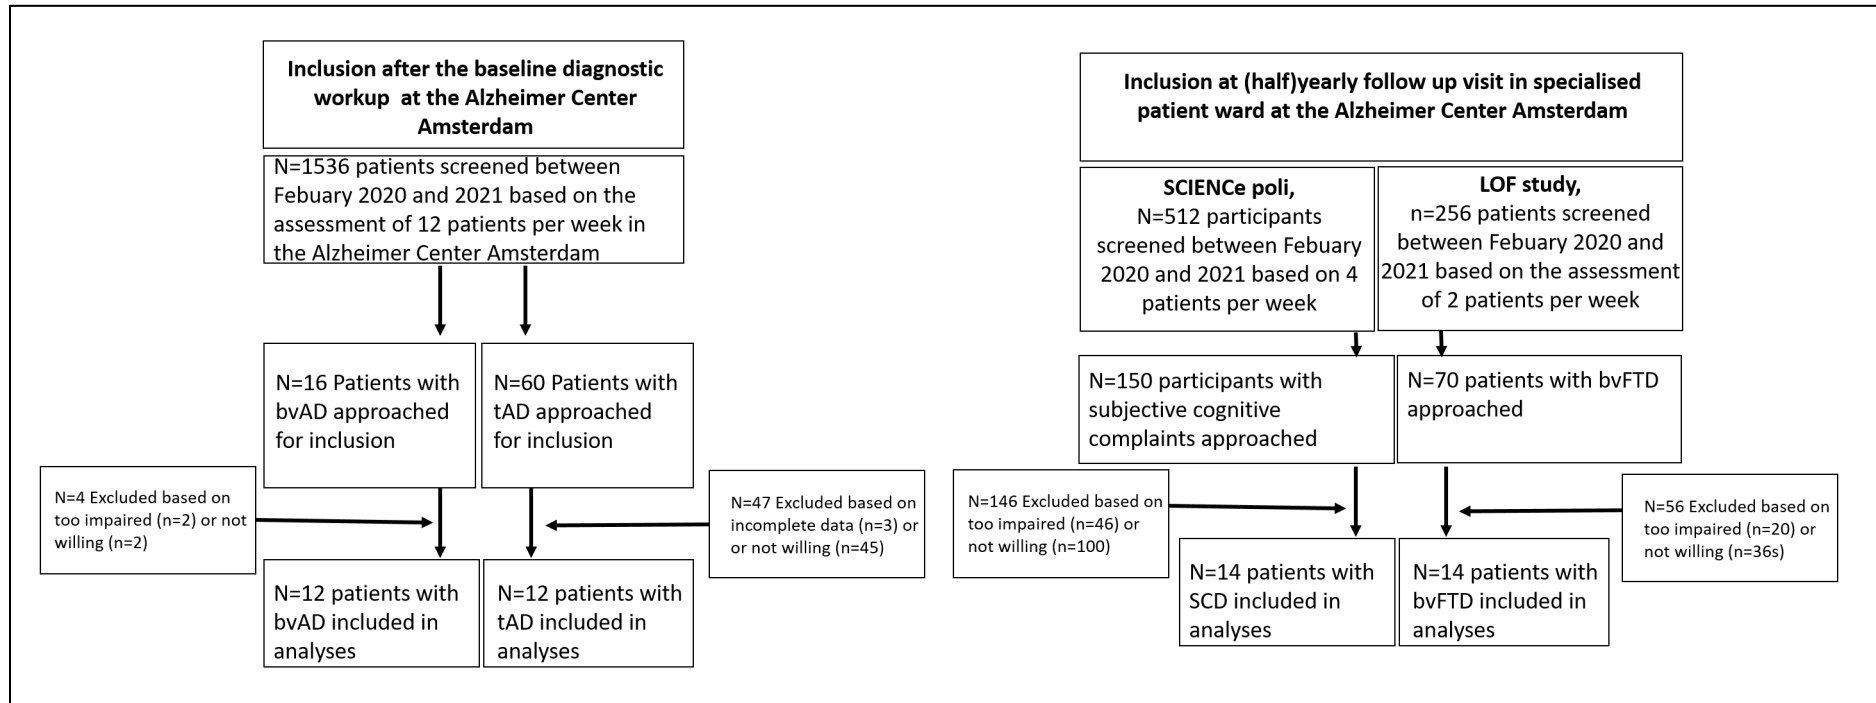 Inclusion after the baseline diagnostic
workup at the Alzheimer Center
Amsterdam
N=1536 patients screened between
Febuary 2020 and 2021 based on the
assessment of 12 patients per week in
the Alzheimer Center Amsterdam
N=16 Patients with
bvAD approached
for inclusion
N=60 Patients with
tAD approached
for inclusion
N=4 Excluded based on
too impaired (n=2) or not
willing (n=2)
N=47 Excluded based on
incomplete data (n=3) or
or not willing (n=45)
N=12 patients with
bvAD included in
analyses
N=12 patients with
tAD included in
analyses
Inclusion at (half)yearly follow up visit in specialised
patient ward at the Alzheimer Center Amsterdam
SCIENCe poli,
N=512 participants
screened between Febuary
2020 and 2021 based on 4
patients per week
LOF study,
n=256 patients screened
between Febuary 2020 and
2021 based on the assessment
of 2 patients per week
N=150 participants with
subjective cognitive
complaints approached
N=70 patients with bvFTD
approached
N=146 Excluded based on
too impaired (n=46) or
not willing (n=100)
N=56 Excluded based on
too impaired (n=20) or
not willing (n=36s)
N=14 patients with
SCD included in
analyses
N=14 patients with
bvFTD included in
analyses